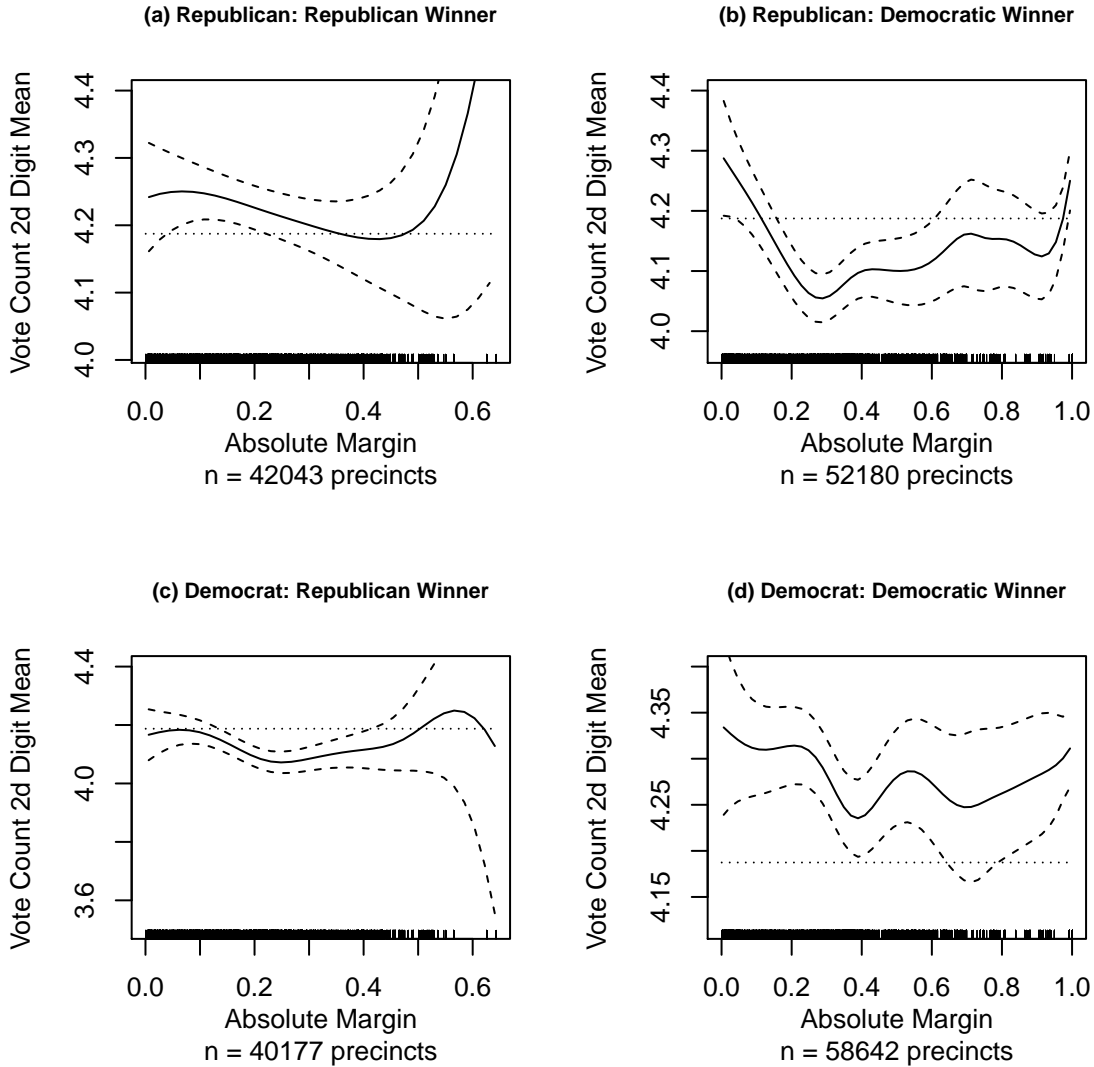 (a) Republican: Republican Winner
Vote Count 2d Digit Mean
4.0 4.1 4.2 4.3 4.4
0.0 0.2 0.4 0.6
Absolute Margin
n = 42043 precincts
(b) Republican: Democratic Winner
Vote Count 2d Digit Mean
4.0 4.1 4.2 4.3 4.4
0.0 0.2 0.4 0.6 0.8 1.0
Absolute Margin
n = 52180 precincts
(c) Democrat: Republican Winner
Vote Count 2d Digit Mean
3.6 4.0 4.4
0.0 0.2 0.4 0.6
Absolute Margin
n = 40177 precincts
(d) Democrat: Democratic Winner
Vote Count 2d Digit Mean
4.15 4.25 4.35
0.0 0.2 0.4 0.6 0.8 1.0
Absolute Margin
n = 58642 precincts